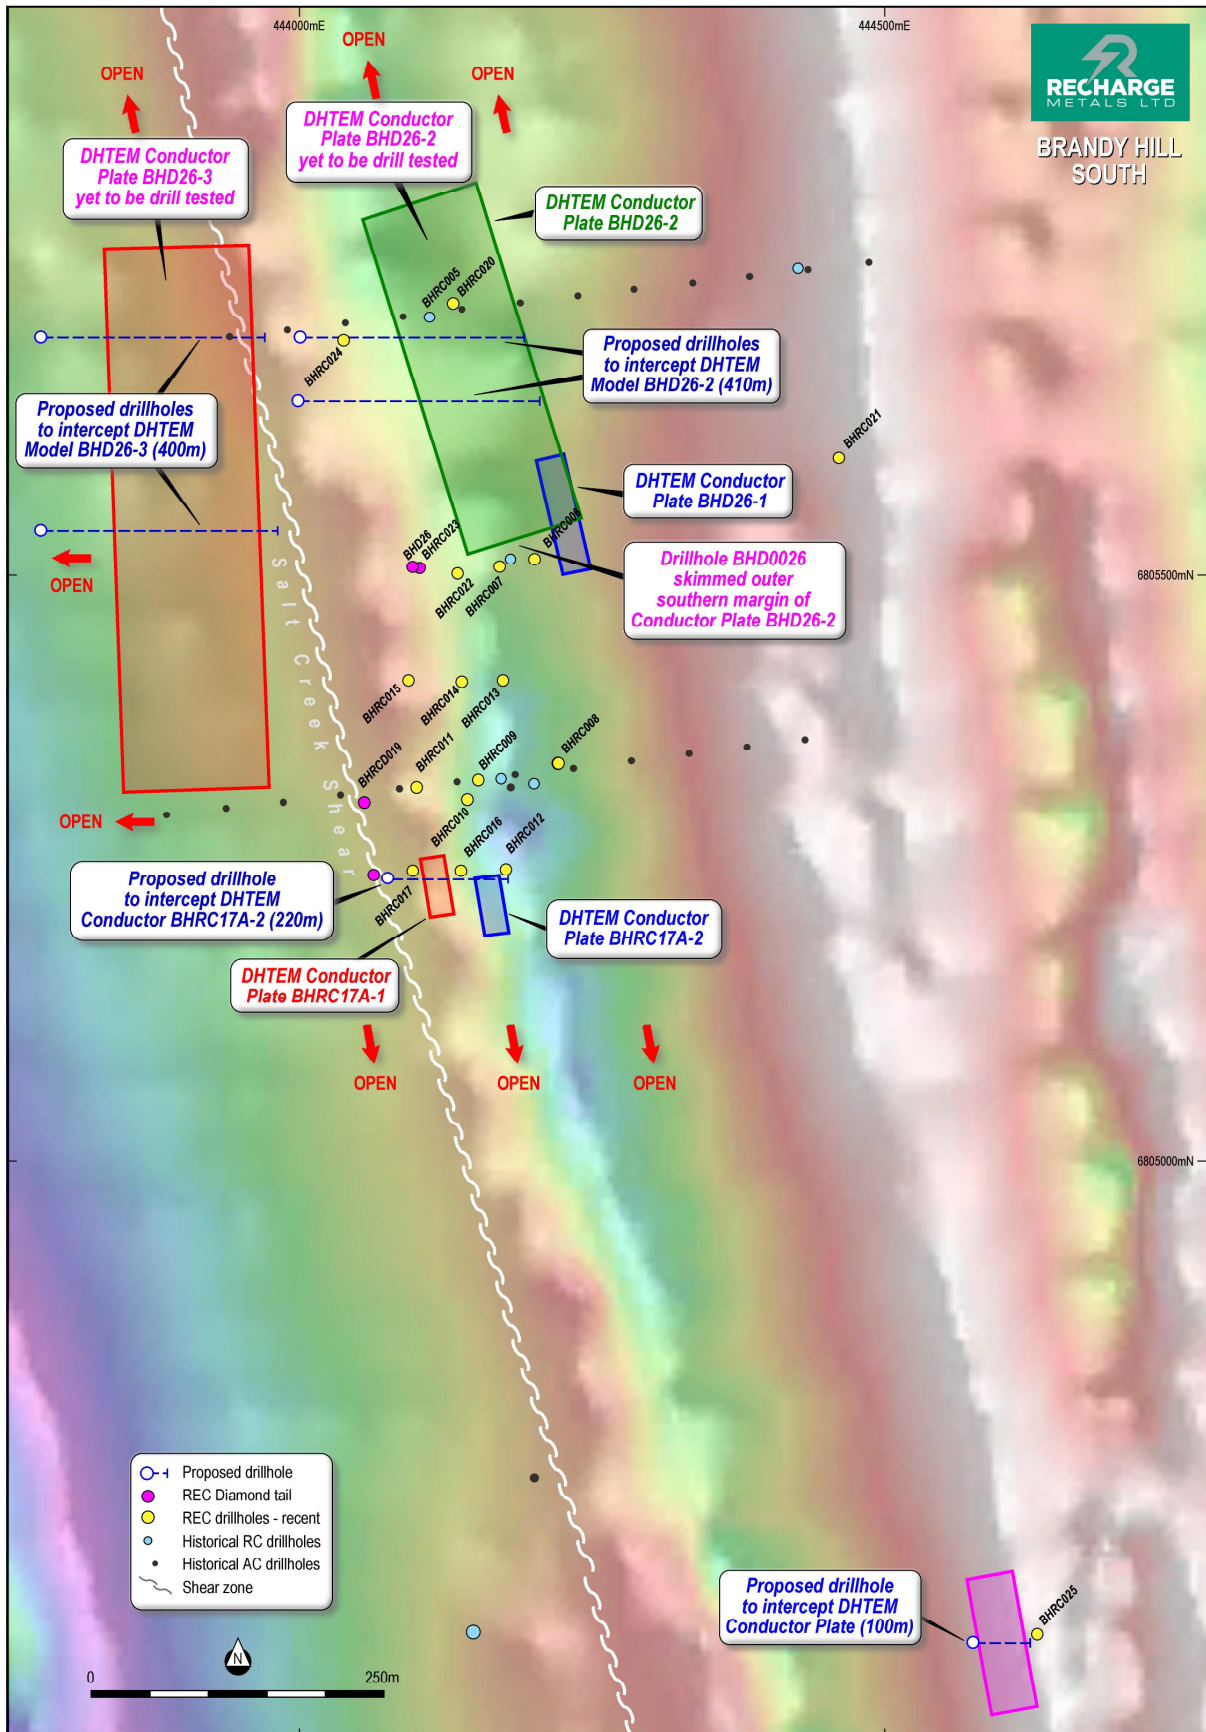 444000mE
444500mE
OPEN
OPEN
OPEN
RECHARGE
METALS LTD
BRANDY HILL
SOUTH
DHTEM Conductor
Plate BHD26-3
yet to be drill tested
DHTEM Conductor
Plate BHD26-2
yet to be drill tested
DHTEM Conductor
Plate BHD26-2
BHRC005
BHRC020
BHRC024
Proposed drillholes
to intercept DHTEM
Model BHD26-2 (410m)
Proposed drillholes
to intercept DHTEM
Model BHD26-3 (400m)
BHRC021
DHTEM Conductor
Plate BHD26-1
BHD26
BHRC023
BHRC022
BHRC007
BHRC006
Drillhole BHD0026
skimmed outer
southern margin of
Conductor Plate BHD26-2
OPEN
6805500mN
Salt Creek Shear
BHRC015
BHRC014
BHRC013
BHRCD019
BHRC011
BHRC009
BHRC008
OPEN
BHRC010
BHRC016
BHRC012
BHRC017
Proposed drillhole
to intercept DHTEM
Conductor BHRC17A-2 (220m)
DHTEM Conductor
Plate BHRC17A-2
DHTEM Conductor
Plate BHRC17A-1
OPEN
OPEN
OPEN
6805000mN
Proposed drillhole
REC Diamond tail
REC drillholes - recent
Historical RC drillholes
Historical AC drillholes
Shear zone
Proposed drillhole
to intercept DHTEM
Conductor Plate (100m)
BHRC025
N
0
250m